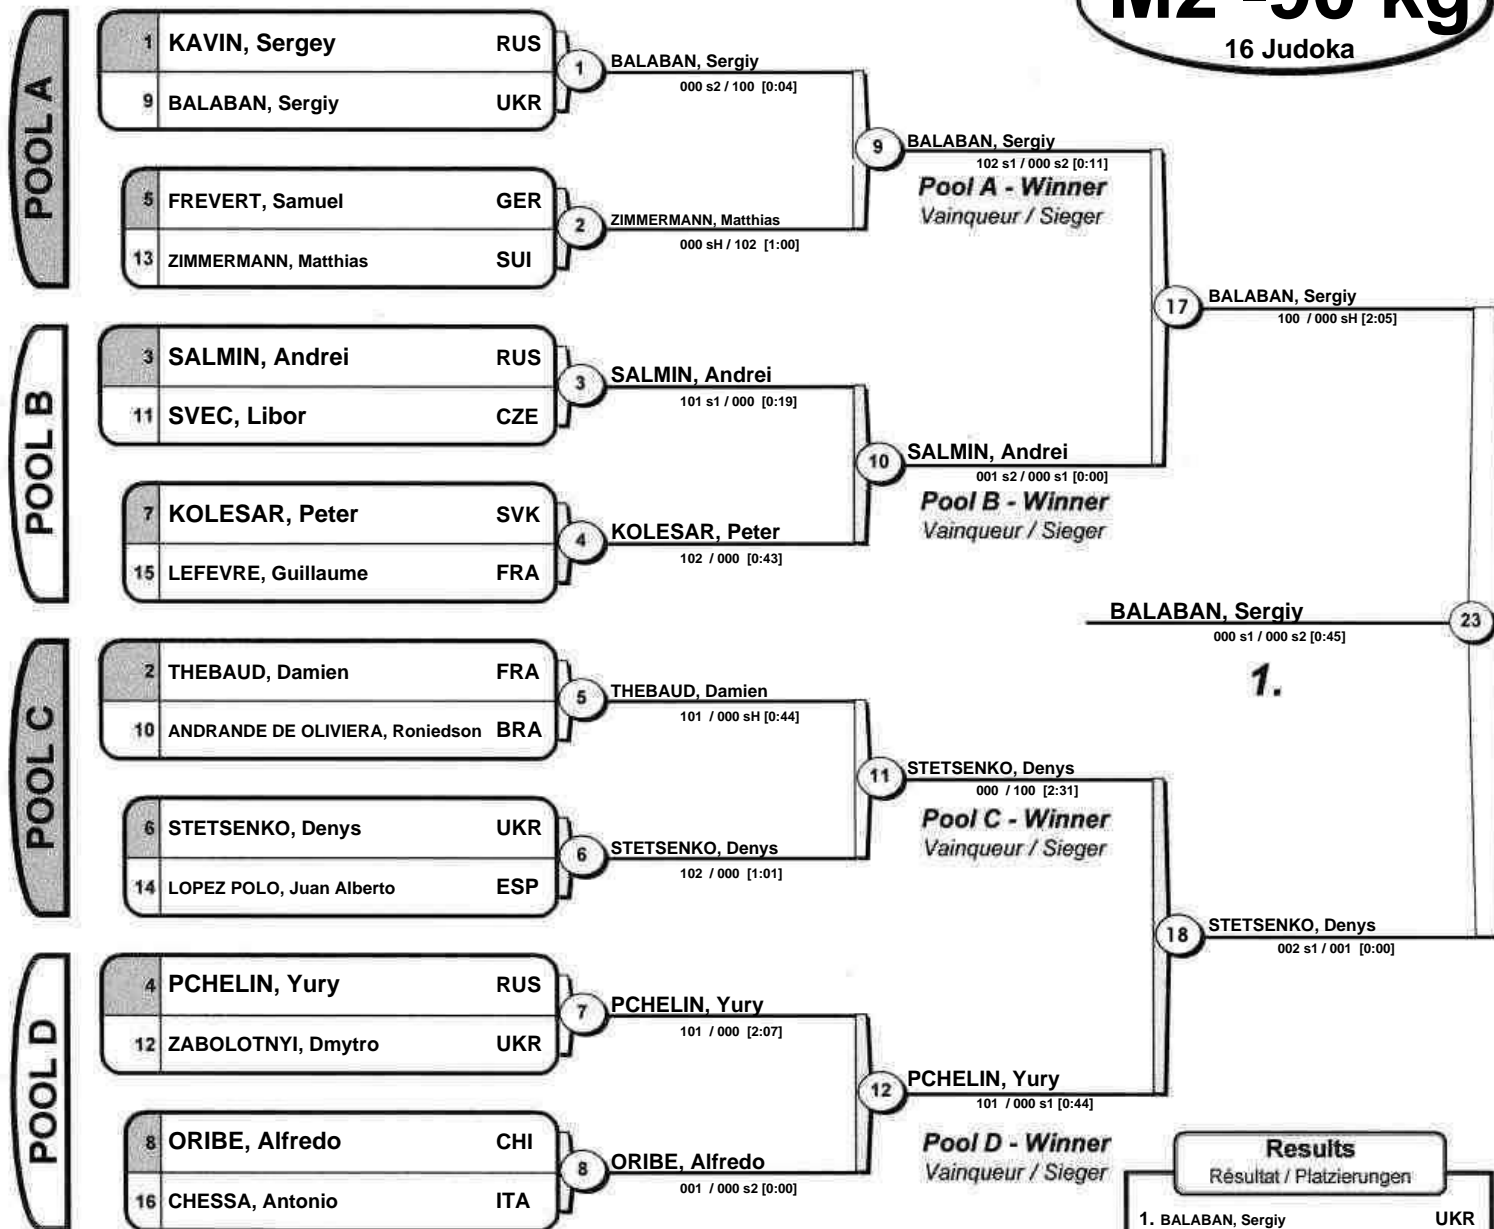 M2 -90 kg
16 Judoka
POOL A
1 KAVIN, Sergey RUS
9 BALABAN, Sergiy UKR
5 FREVERT, Samuel GER
13 ZIMMERMANN, Matthias SUI
1 BALABAN, Sergiy
000 s2 / 100 [0:04]
2 ZIMMERMANN, Matthias
000 sH / 102 [1:00]
9 BALABAN, Sergiy
102 s1 / 000 s2 [0:11]
Pool A - Winner
Vainqueur / Sieger
POOL B
3 SALMIN, Andrei RUS
11 SVEC, Libor CZE
7 KOLESAR, Peter SVK
15 LEFEVRE, Guillaume FRA
3 SALMIN, Andrei
101 s1 / 000 [0:19]
4 KOLESAR, Peter
102 / 000 [0:43]
10 SALMIN, Andrei
001 s2 / 000 s1 [0:00]
Pool B - Winner
Vainqueur / Sieger
17 BALABAN, Sergiy
100 / 000 sH [2:05]
BALABAN, Sergiy 23
000 s1 / 000 s2 [0:45]
1.
POOL C
2 THEBAUD, Damien FRA
10 ANDRANDE DE OLIVIERA, Roniedson BRA
6 STETSENKO, Denys UKR
14 LOPEZ POLO, Juan Alberto ESP
5 THEBAUD, Damien
101 / 000 sH [0:44]
6 STETSENKO, Denys
102 / 000 [1:01]
11 STETSENKO, Denys
000 / 100 [2:31]
Pool C - Winner
Vainqueur / Sieger
POOL D
4 PCHELIN, Yury RUS
12 ZABOLOTNYI, Dmytro UKR
8 ORIBE, Alfredo CHI
16 CHESSA, Antonio ITA
7 PCHELIN, Yury
101 / 000 [2:07]
8 ORIBE, Alfredo
001 / 000 s2 [0:00]
12 PCHELIN, Yury
101 / 000 s1 [0:44]
Pool D - Winner
Vainqueur / Sieger
18 STETSENKO, Denys
002 s1 / 001 [0:00]
Results
Résultat / Platzierungen
1. BALABAN, Sergiy UKR